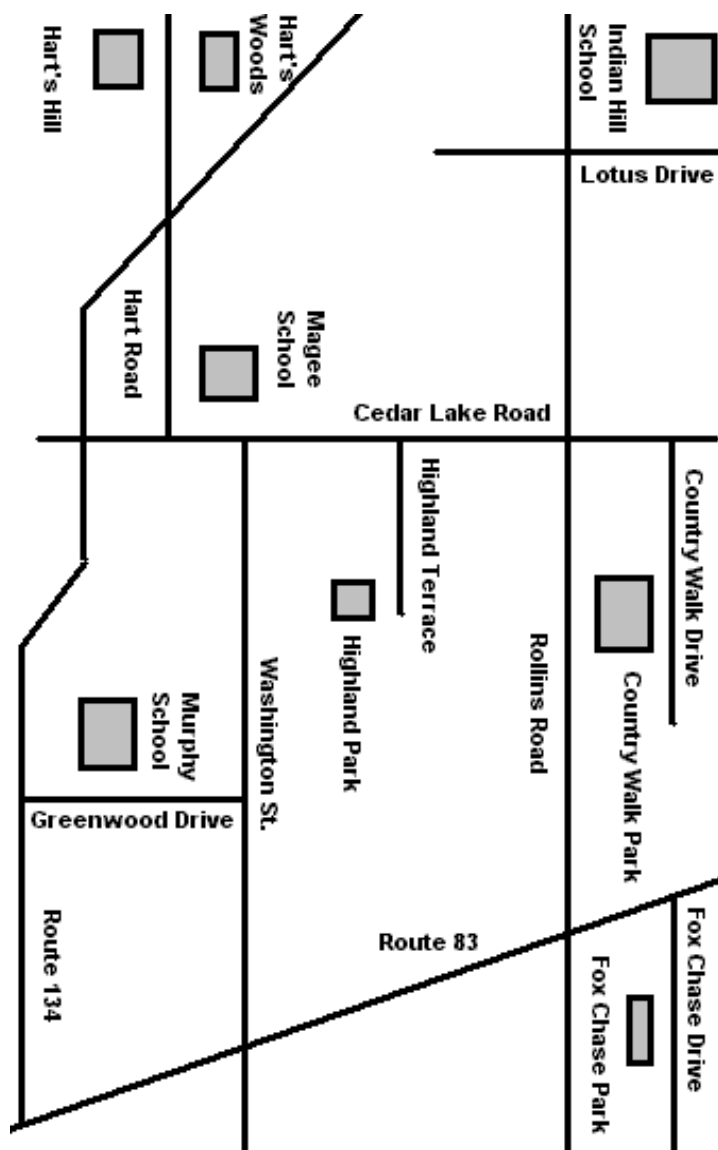 Hart's Hill
Hart's
Woods
Indian Hill
School
Lotus Drive
Hart Road
Magee
School
Cedar Lake Road
Highland Terrace
Country Walk Drive
Highland Park
Rollins Road
Country Walk Park
Washington St.
Murphy
School
Greenwood Drive
Route 134
Route 83
Fox Chase Park
Fox Chase Drive